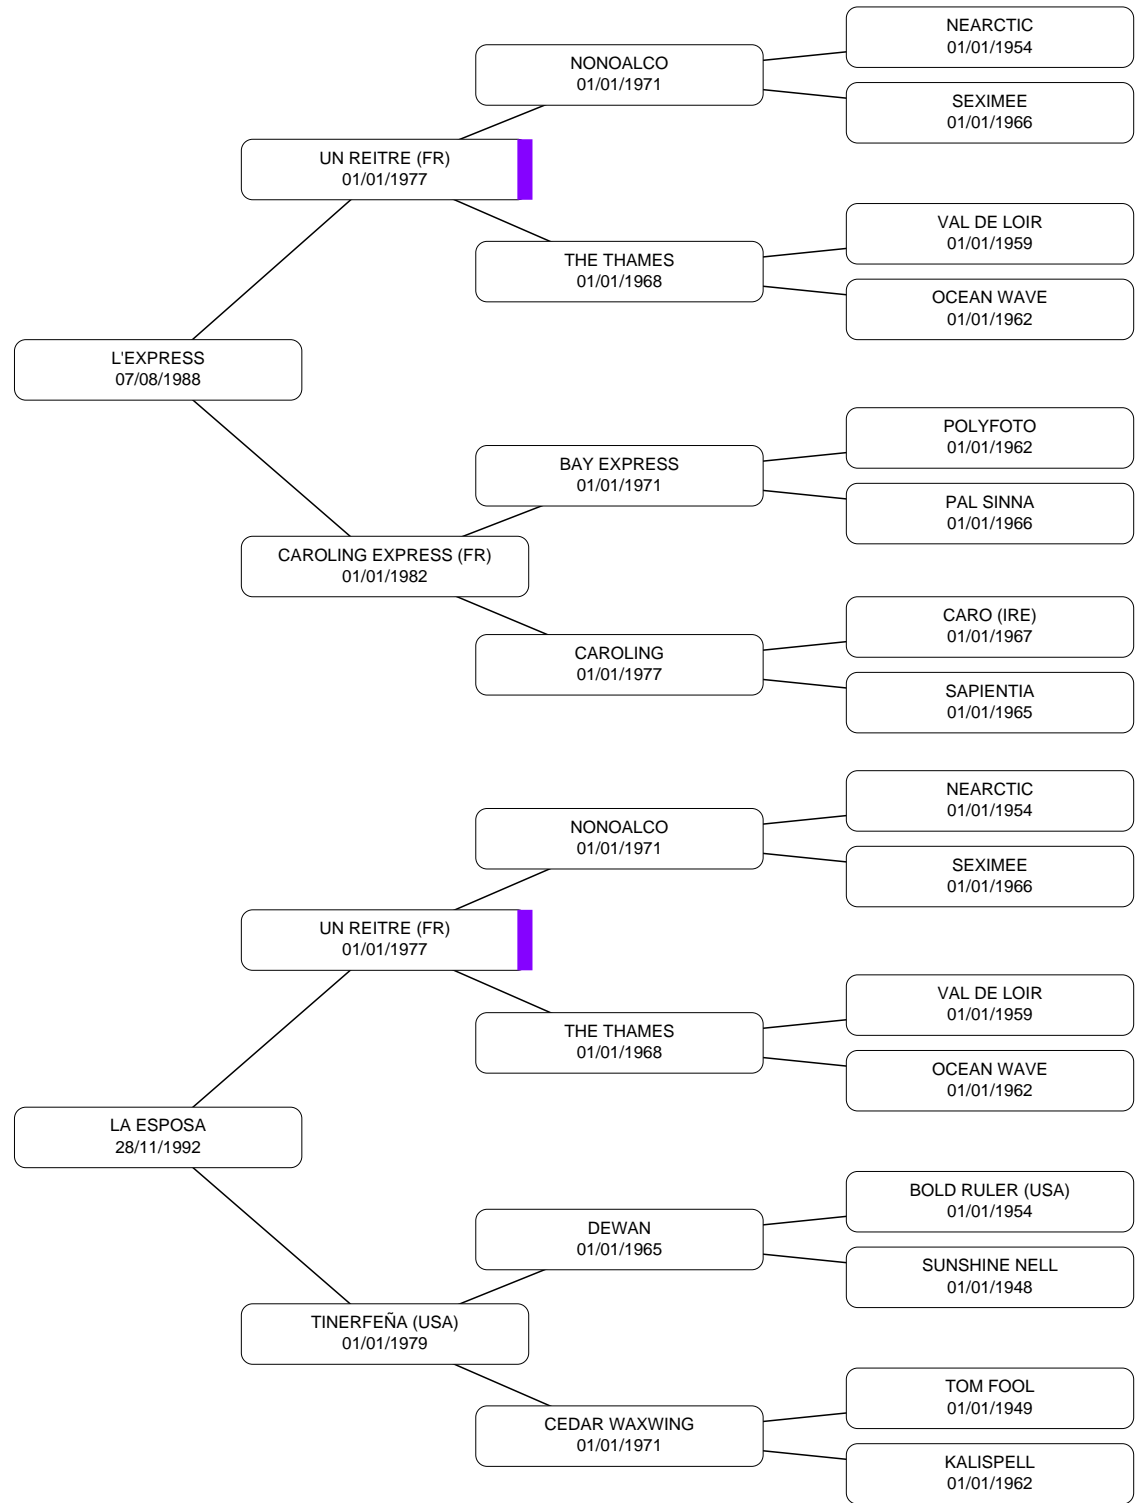 NEARCTIC
01/01/1954
NONOALCO
01/01/1971
SEXIMEE
01/01/1966
UN REITRE (FR)
01/01/1977
VAL DE LOIR
01/01/1959
THE THAMES
01/01/1968
OCEAN WAVE
01/01/1962
L'EXPRESS
07/08/1988
POLYFOTO
01/01/1962
BAY EXPRESS
01/01/1971
PAL SINNA
01/01/1966
CAROLING EXPRESS (FR)
01/01/1982
CARO (IRE)
01/01/1967
CAROLING
01/01/1977
SAPIENTIA
01/01/1965
NEARCTIC
01/01/1954
NONOALCO
01/01/1971
SEXIMEE
01/01/1966
UN REITRE (FR)
01/01/1977
VAL DE LOIR
01/01/1959
THE THAMES
01/01/1968
OCEAN WAVE
01/01/1962
LA ESPOSA
28/11/1992
BOLD RULER (USA)
01/01/1954
DEWAN
01/01/1965
SUNSHINE NELL
01/01/1948
TINERFEÑA (USA)
01/01/1979
TOM FOOL
01/01/1949
CEDAR WAXWING
01/01/1971
KALISPELL
01/01/1962